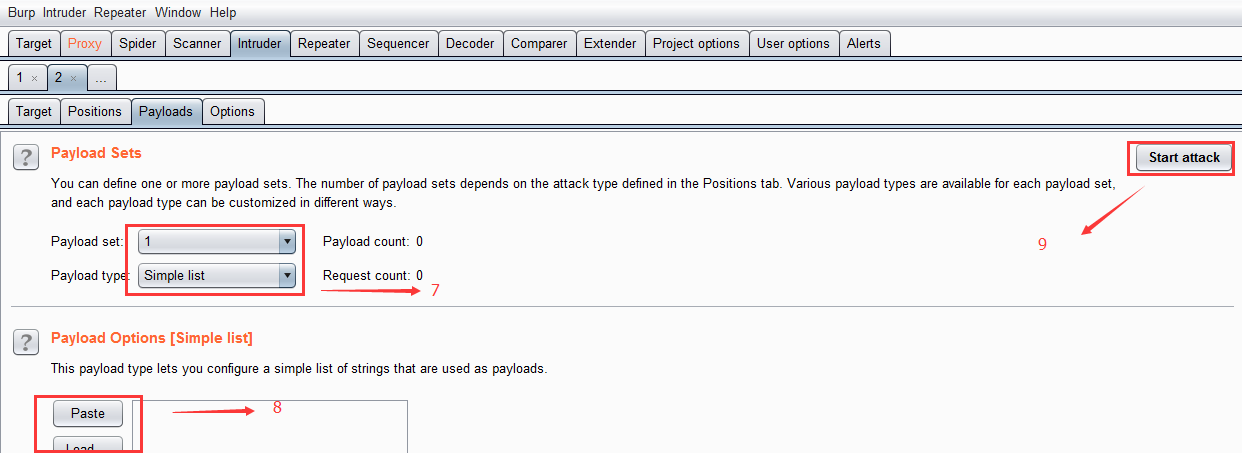 Burp Intruder Repeater Window Help
Target Proxy Spider Scanner Intruder Repeater Sequencer Decoder Comparer Extender Project options User options Alerts
1 × 2 × ...
Target Positions Payloads Options
? Payload Sets Start attack
You can define one or more payload sets. The number of payload sets depends on the attack type defined in the Positions tab. Various payload types are available for each payload set,
and each payload type can be customized in different ways.
9
Payload set: 1 Payload count: 0
Payload type: Simple list Request count: 0
7
? Payload Options [Simple list]
This payload type lets you configure a simple list of strings that are used as payloads.
Paste 8
Load ...